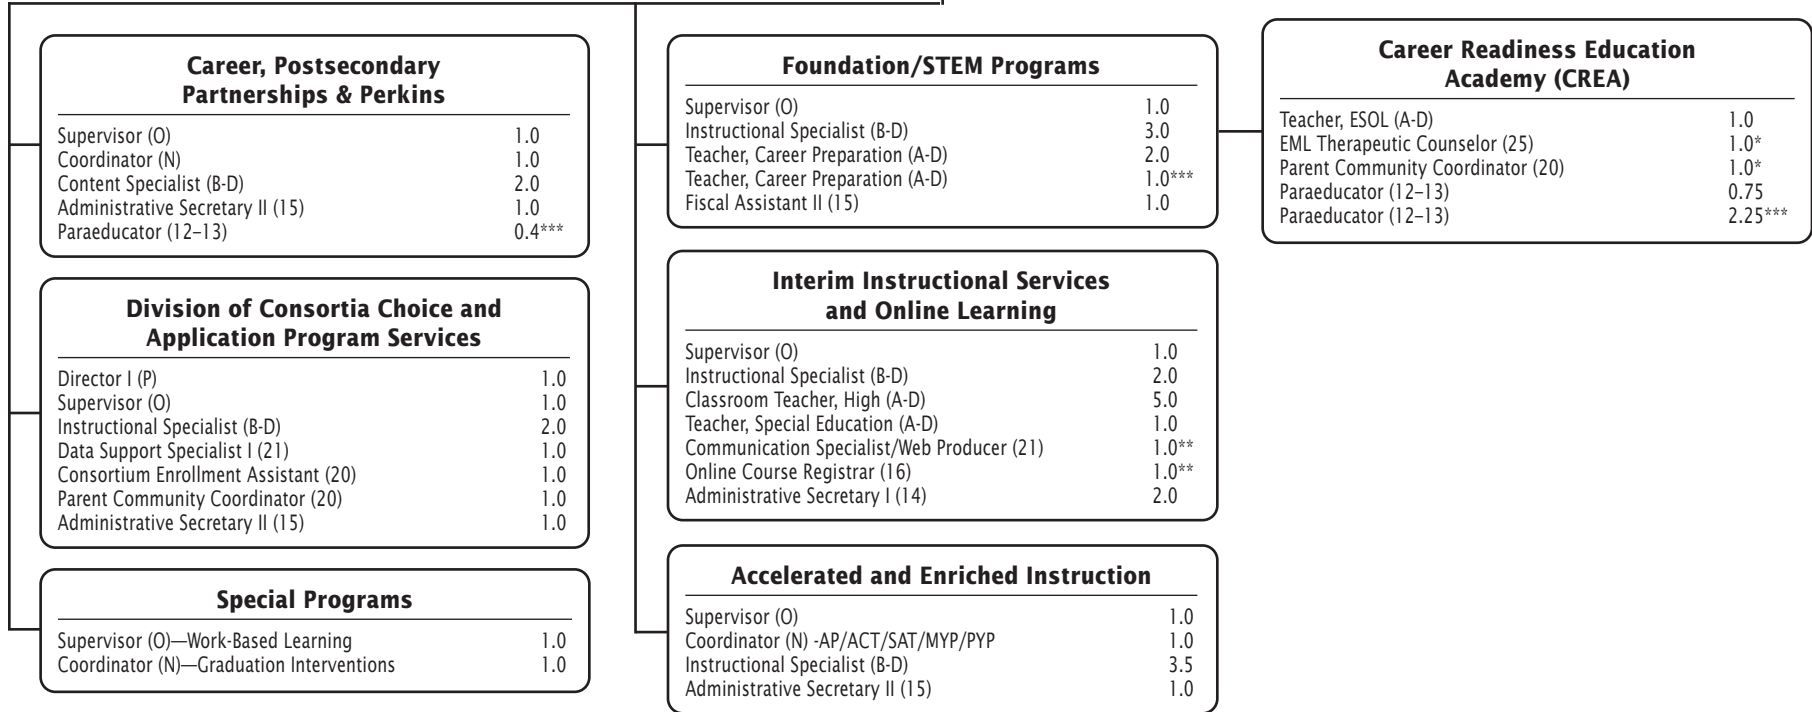 Career, Postsecondary
Partnerships & Perkins
Supervisor (O) 1.0
Coordinator (N) 1.0
Content Specialist (B-D) 2.0
Administrative Secretary II (15) 1.0
Paraeducator (12–13) 0.4***
Division of Consortia Choice and
Application Program Services
Director I (P) 1.0
Supervisor (O) 1.0
Instructional Specialist (B-D) 2.0
Data Support Specialist I (21) 1.0
Consortium Enrollment Assistant (20) 1.0
Parent Community Coordinator (20) 1.0
Administrative Secretary II (15) 1.0
Special Programs
Supervisor (O)—Work-Based Learning 1.0
Coordinator (N)—Graduation Interventions 1.0
Foundation/STEM Programs
Supervisor (O) 1.0
Instructional Specialist (B-D) 3.0
Teacher, Career Preparation (A-D) 2.0
Teacher, Career Preparation (A-D) 1.0***
Fiscal Assistant II (15) 1.0
Interim Instructional Services
and Online Learning
Supervisor (O) 1.0
Instructional Specialist (B-D) 2.0
Classroom Teacher, High (A-D) 5.0
Teacher, Special Education (A-D) 1.0
Communication Specialist/Web Producer (21) 1.0**
Online Course Registrar (16) 1.0**
Administrative Secretary I (14) 2.0
Accelerated and Enriched Instruction
Supervisor (O) 1.0
Coordinator (N) -AP/ACT/SAT/MYP/PYP 1.0
Instructional Specialist (B-D) 3.5
Administrative Secretary II (15) 1.0
Career Readiness Education
Academy (CREA)
Teacher, ESOL (A-D) 1.0
EML Therapeutic Counselor (25) 1.0*
Parent Community Coordinator (20) 1.0*
Paraeducator (12–13) 0.75
Paraeducator (12–13) 2.25***